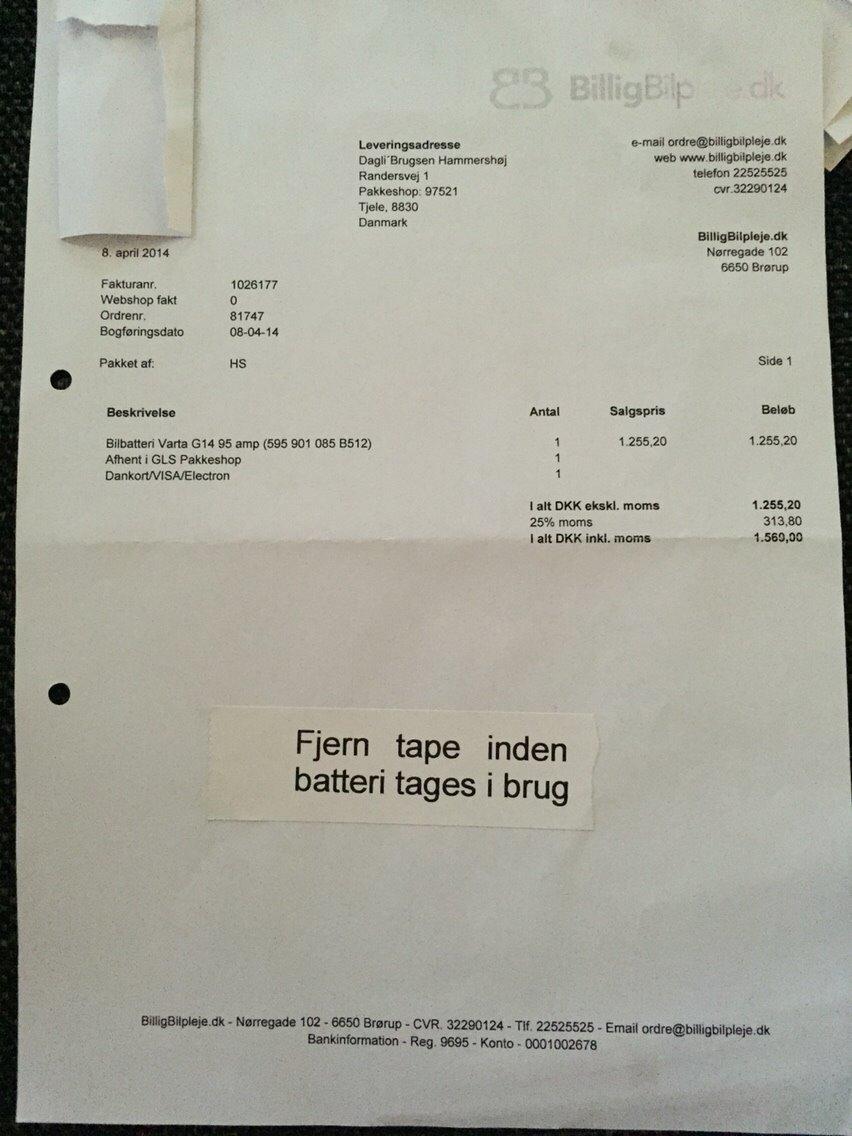 BilligBilpleje.dk
Leveringsadresse
Dagli´Brugsen Hammershøj
Randersvej 1
Pakkeshop: 97521
Tjele, 8830
Danmark
e-mail ordre@billigbilpleje.dk
web www.billigbilpleje.dk
telefon 22525525
cvr.32290124
BilligBilpleje.dk
Nørregade 102
6650 Brørup
8. april 2014
Fakturanr. 1026177
Webshop fakt 0
Ordrenr. 81747
Bogføringsdato 08-04-14
Pakket af: HS
Side 1
Beskrivelse Antal Salgspris Beløb
Bilbatteri Varta G14 95 amp (595 901 085 B512) 1 1.255,20 1.255,20
Afhent i GLS Pakkeshop 1
Dankort/VISA/Electron 1
I alt DKK ekskl. moms 1.255,20
25% moms 313,80
I alt DKK inkl. moms 1.569,00
Fjern tape inden
batteri tages i brug
BilligBilpleje.dk - Nørregade 102 - 6650 Brørup - CVR. 32290124 - Tlf. 22525525 - Email ordre@billigbilpleje.dk
Bankinformation - Reg. 9695 - Konto - 0001002678